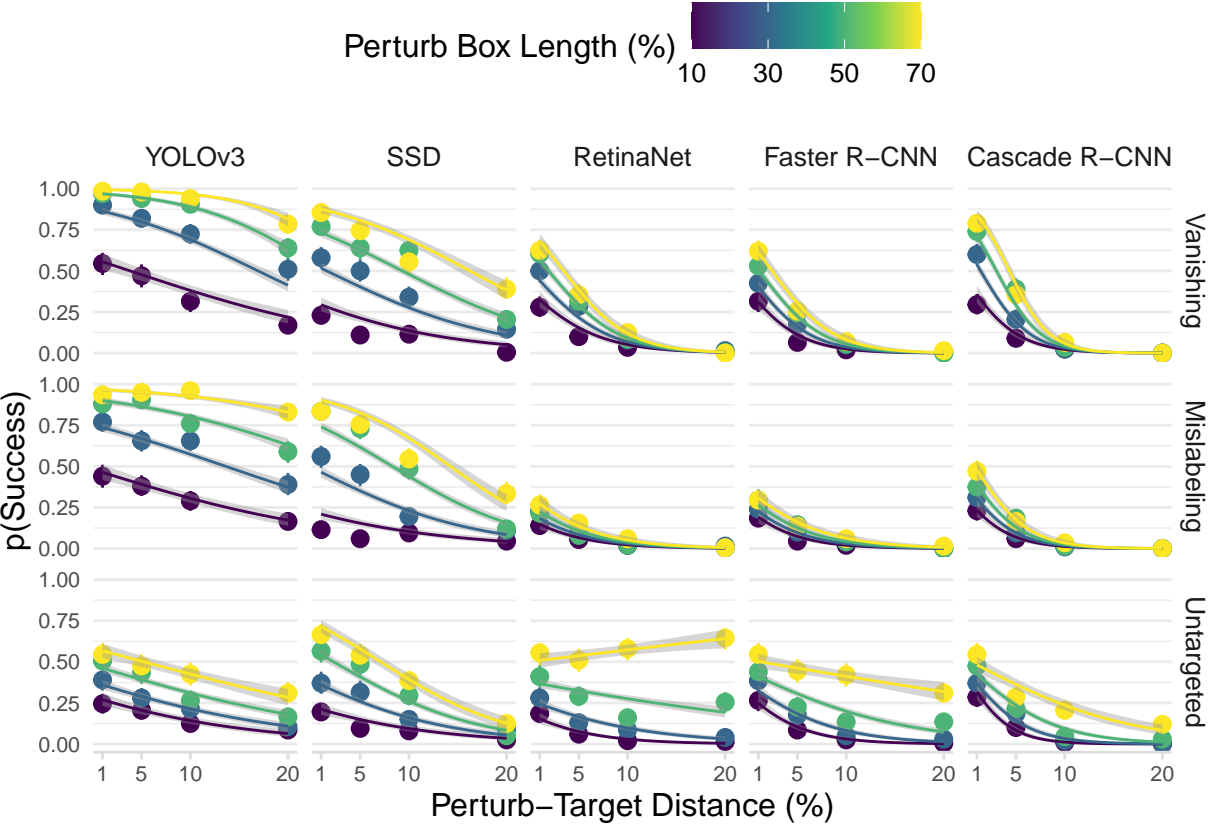 Perturb Box Length (%)
10 30 50 70
YOLOv3 SSD RetinaNet Faster R−CNN Cascade R−CNN
p(Success)
1.00
0.75
0.50
0.25
0.00
Vanishing
1.00
0.75
0.50
0.25
0.00
Mislabeling
1.00
0.75
0.50
0.25
0.00
Untargeted
1 5 10 20 1 5 10 20 1 5 10 20 1 5 10 20 1 5 10 20
Perturb−Target Distance (%)